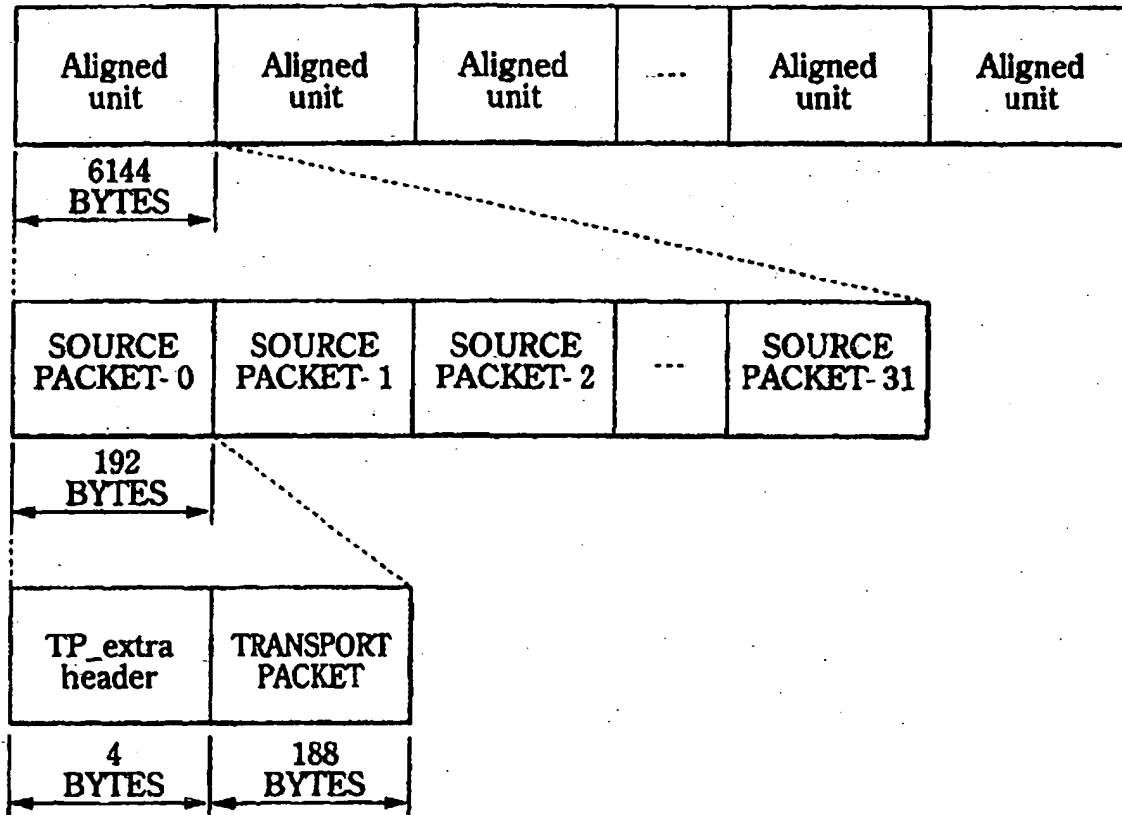 Aligned unit
Aligned unit
Aligned unit
---
Aligned unit
Aligned unit
6144
BYTES
SOURCE
PACKET- 0
SOURCE
PACKET- 1
SOURCE
PACKET- 2
---
SOURCE
PACKET- 31
192
BYTES
TP_extra
header
TRANSPORT
PACKET
4
BYTES
188
BYTES